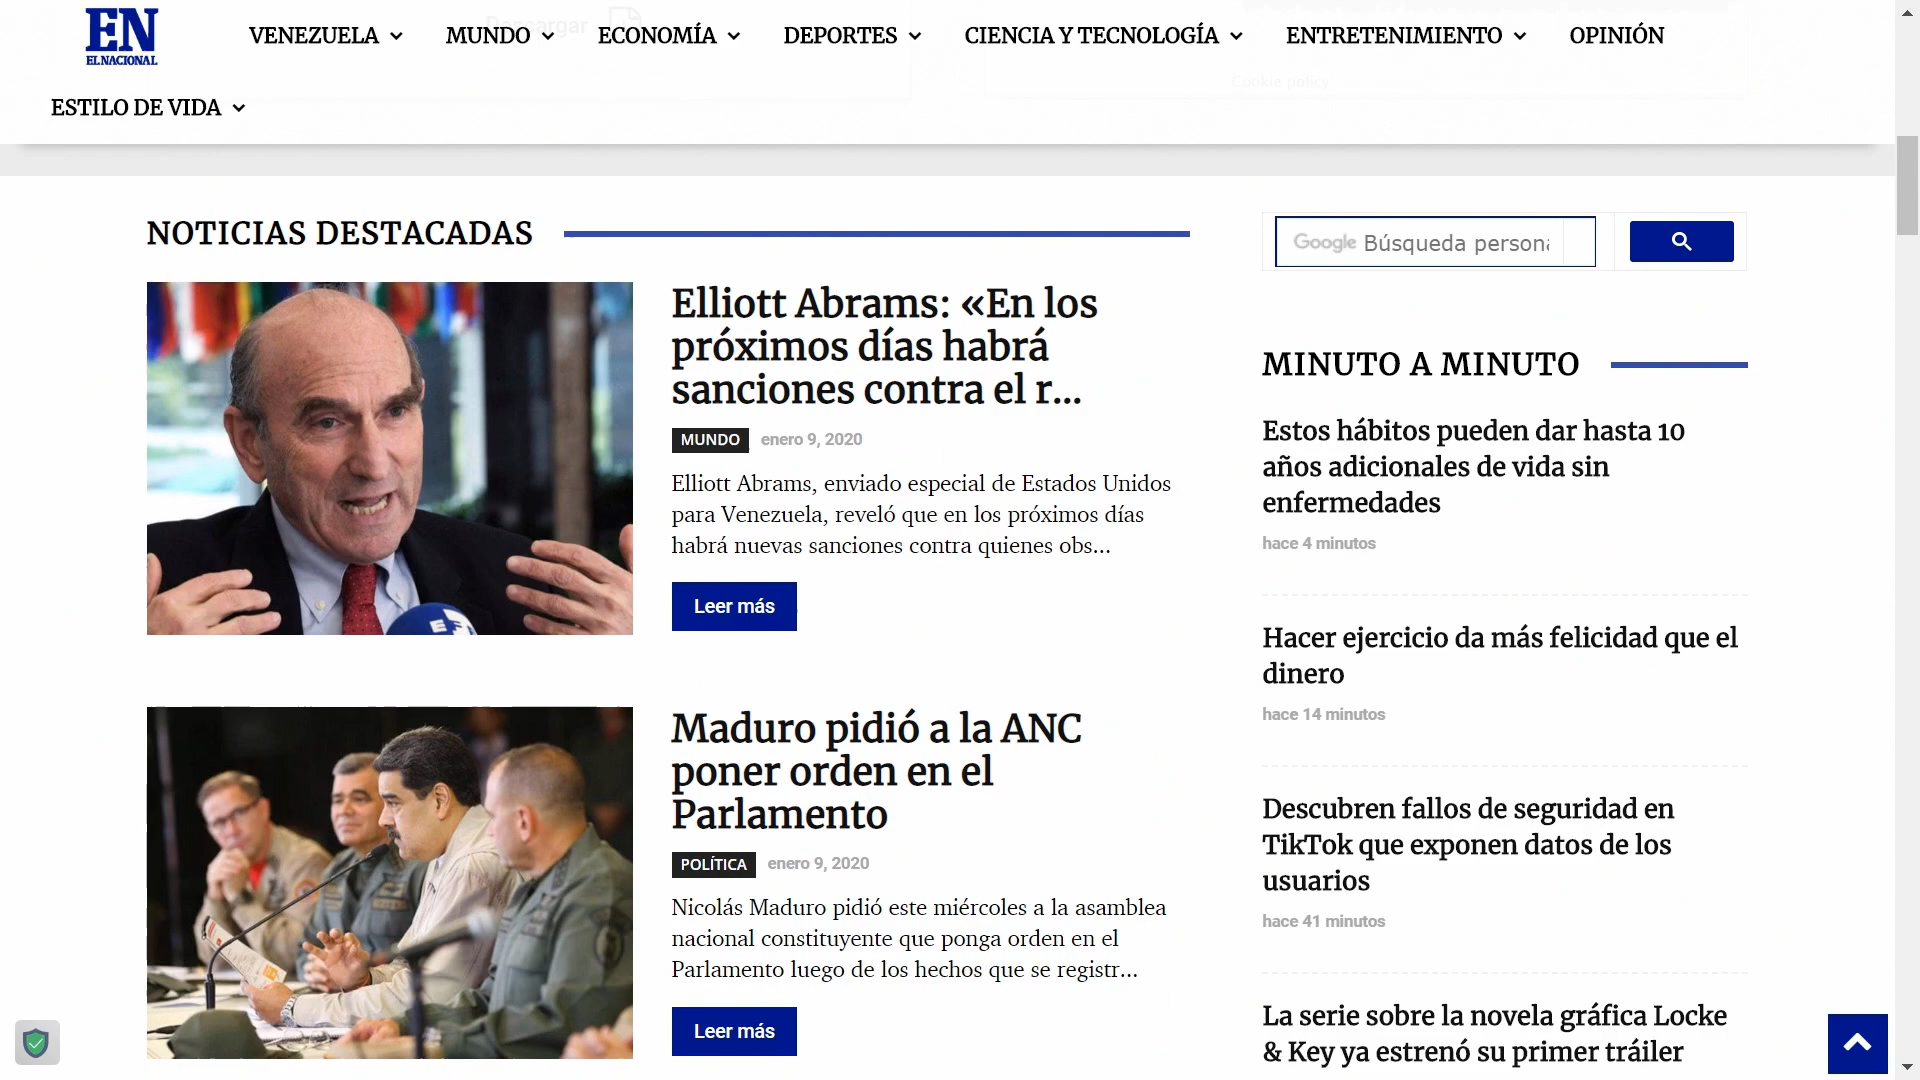 EN
EL NACIONAL
VENEZUELA
MUNDO
ECONOMÍA
DEPORTES
CIENCIA Y TECNOLOGÍA
ENTRETENIMIENTO
OPINIÓN
Descargar
Cookie policy
ESTILO DE VIDA
NOTICIAS DESTACADAS
Elliott Abrams: «En los
próximos días habrá
sanciones contra el r...
MUNDO enero 9, 2020
Elliott Abrams, enviado especial de Estados Unidos
para Venezuela, reveló que en los próximos días
habrá nuevas sanciones contra quienes obs...
Leer más
Maduro pidió a la ANC
poner orden en el
Parlamento
POLÍTICA enero 9, 2020
Nicolás Maduro pidió este miércoles a la asamblea
nacional constituyente que ponga orden en el
Parlamento luego de los hechos que se registr...
Leer más
Google Búsqueda persona
MINUTO A MINUTO
Estos hábitos pueden dar hasta 10
años adicionales de vida sin
enfermedades
hace 4 minutos
Hacer ejercicio da más felicidad que el
dinero
hace 14 minutos
Descubren fallos de seguridad en
TikTok que exponen datos de los
usuarios
hace 41 minutos
La serie sobre la novela gráfica Locke
& Key ya estrenó su primer tráiler